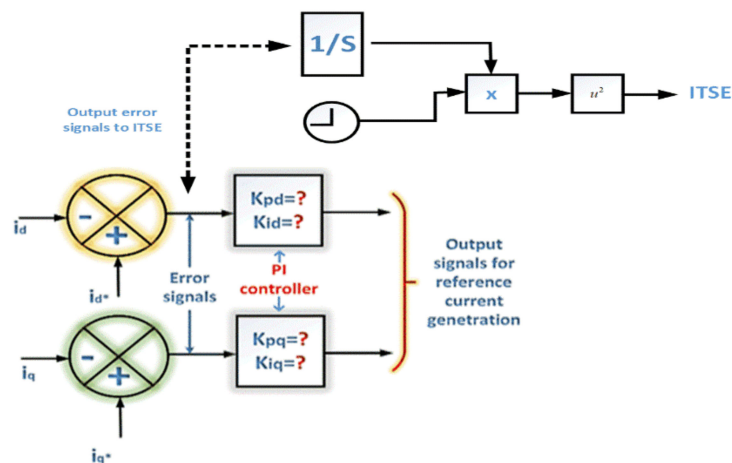 1/S
x
u²
ITSE
Output error
signals to ITSE
Kpd=?
Kid=?
-
+
id
id*
Error
signals
PI
controller
Output
signals for
reference
current
genetration
Kpq=?
Kiq=?
-
+
iq
iq*